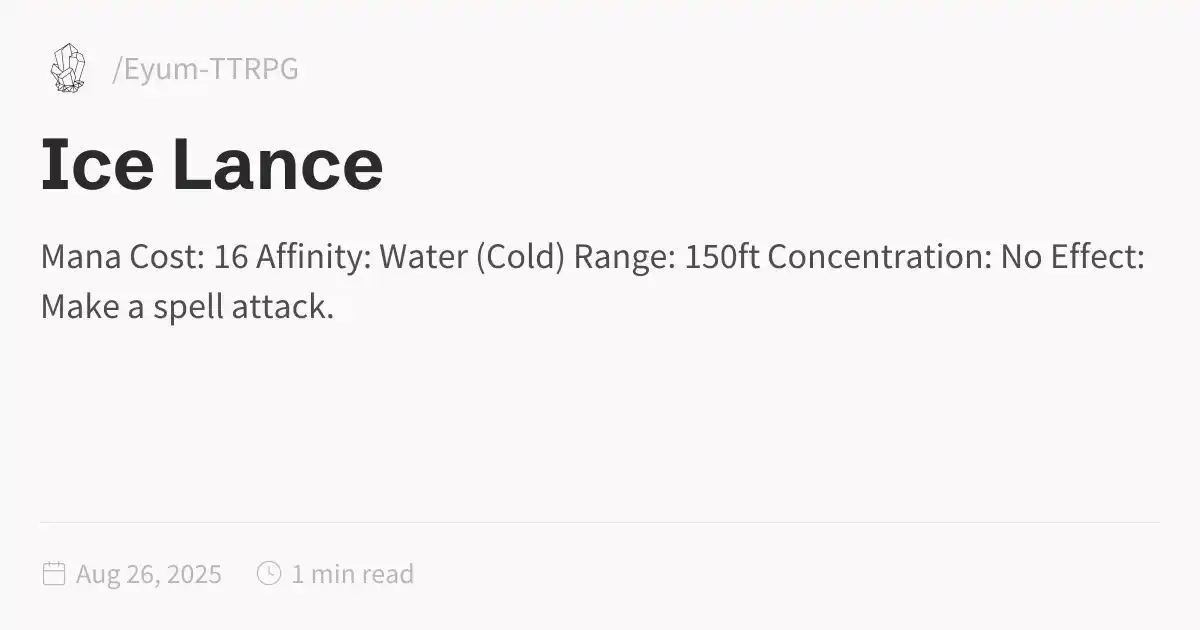 /Eyum-TTRPG
Ice Lance
Mana Cost: 16 Affinity: Water (Cold) Range: 150ft Concentration: No Effect:
Make a spell attack.
Aug 26, 2025 1 min read